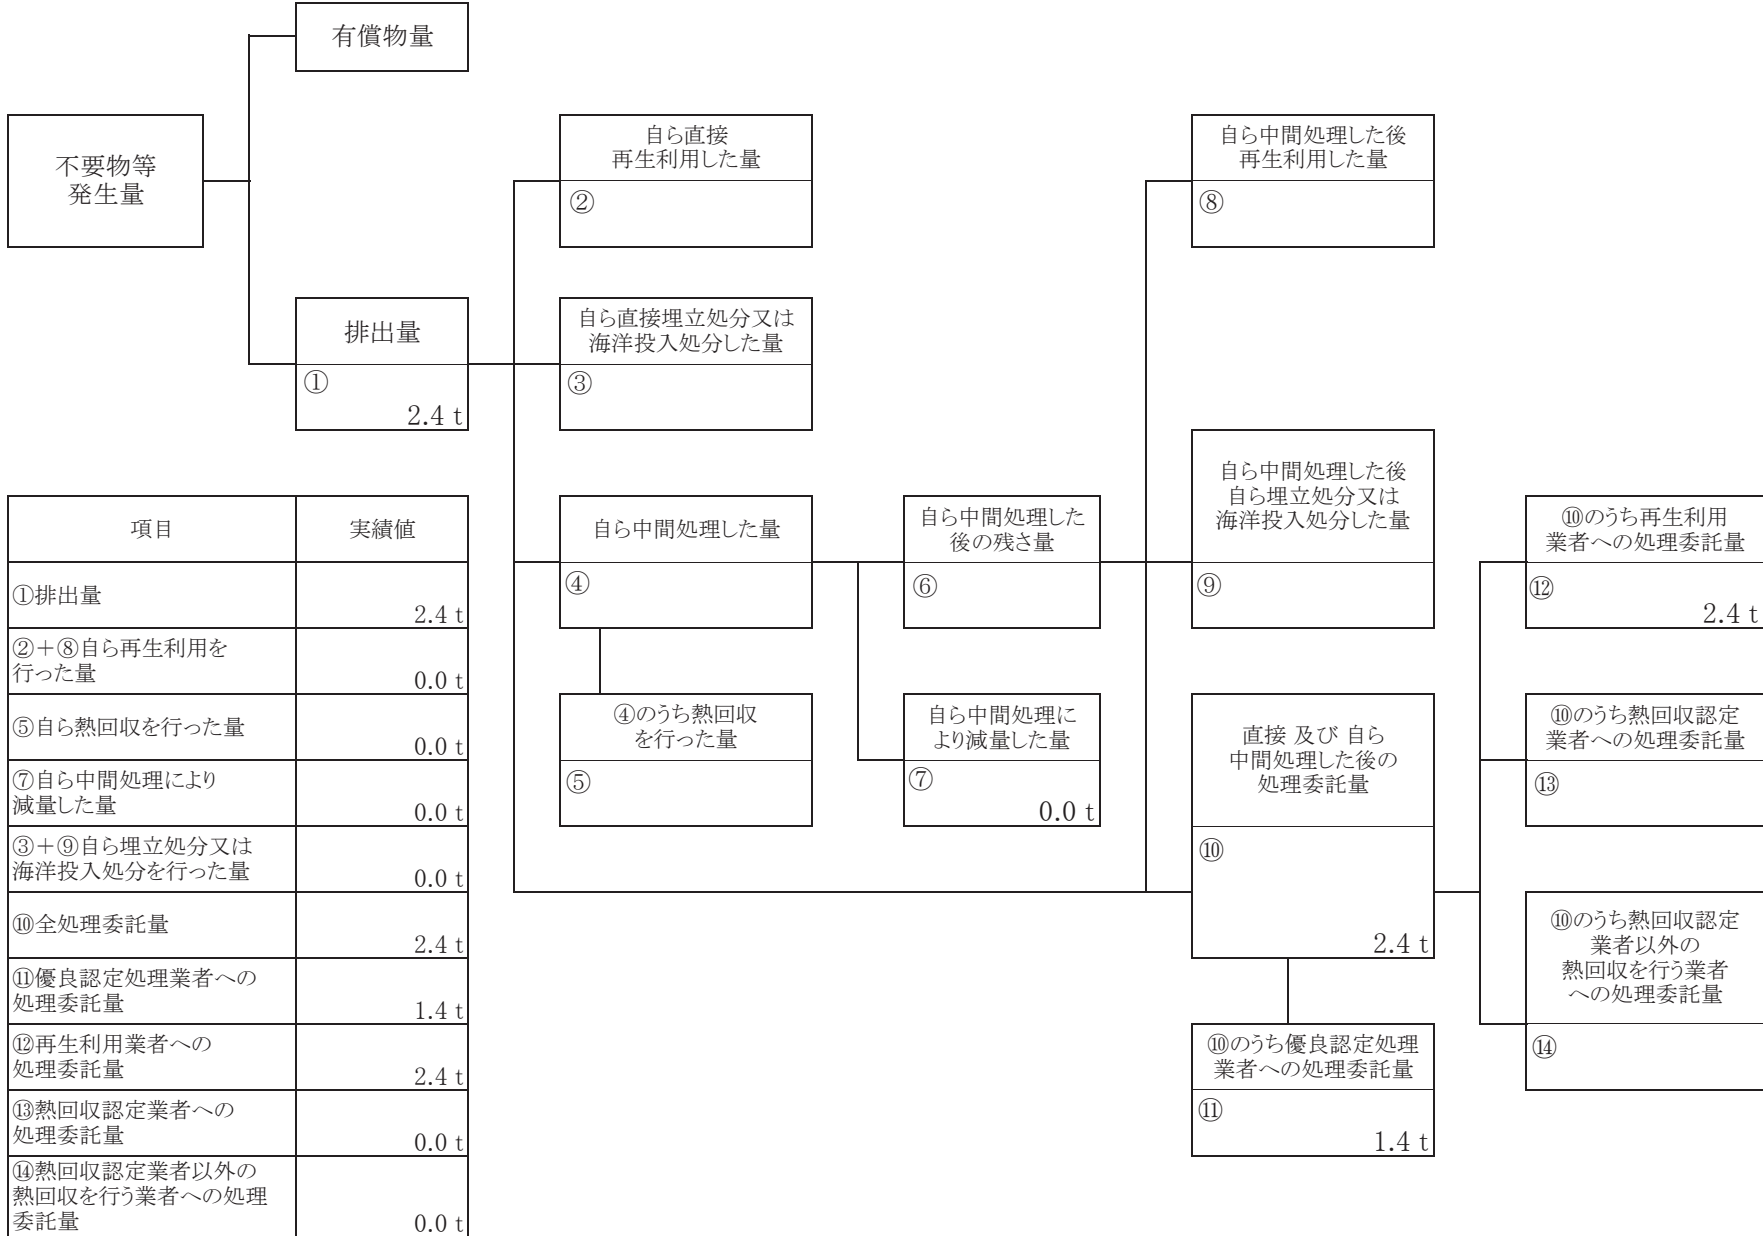 有償物量
不要物等
発生量
自ら直接
再生利用した量
②
自ら中間処理した後
再生利用した量
⑧
排出量
①
2.4 t
自ら直接埋立処分又は
海洋投入処分した量
③
自ら中間処理した量
④
自ら中間処理した
後の残さ量
⑥
自ら中間処理した後
自ら埋立処分又は
海洋投入処分した量
⑨
⑩のうち再生利用
業者への処理委託量
⑫
2.4 t
④のうち熱回収
を行った量
⑤
自ら中間処理に
より減量した量
⑦
0.0 t
直接 及び 自ら
中間処理した後の
処理委託量
⑩
2.4 t
⑩のうち熱回収認定
業者への処理委託量
⑬
⑩のうち熱回収認定
業者以外の
熱回収を行う業者
への処理委託量
⑭
⑩のうち優良認定処理
業者への処理委託量
⑪
1.4 t
項目 実績値
①排出量
2.4 t
②＋⑧自ら再生利用を
行った量
0.0 t
⑤自ら熱回収を行った量
0.0 t
⑦自ら中間処理により
減量した量
0.0 t
③＋⑨自ら埋立処分又は
海洋投入処分を行った量
0.0 t
⑩全処理委託量
2.4 t
⑪優良認定処理業者への
処理委託量
1.4 t
⑫再生利用業者への
処理委託量
2.4 t
⑬熱回収認定業者への
処理委託量
0.0 t
⑭熱回収認定業者以外の
熱回収を行う業者への処理
委託量
0.0 t